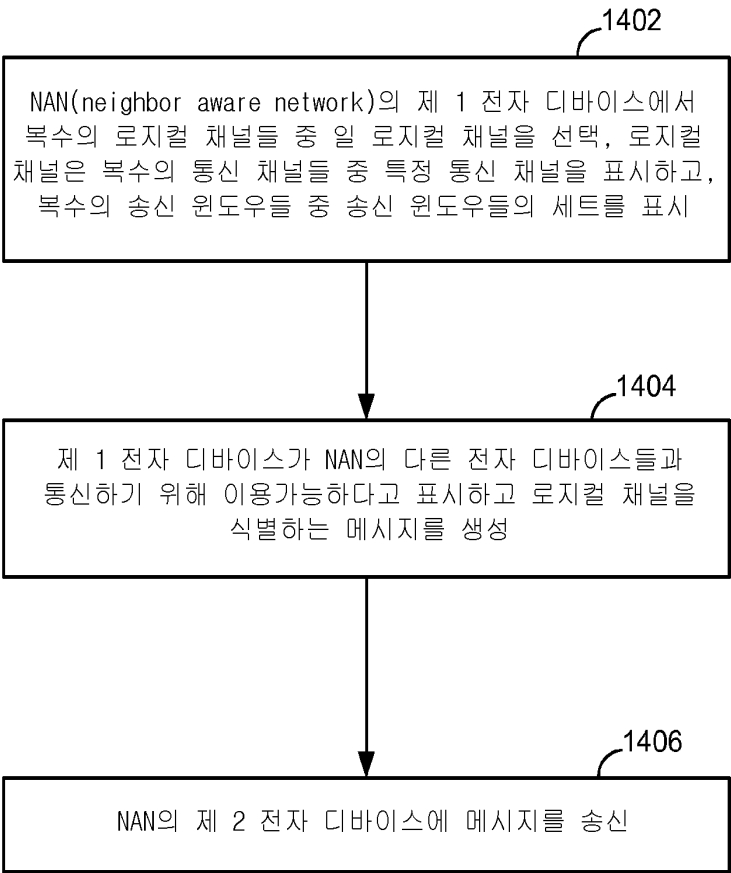 1402
NAN(neighbor aware network)의 제 1 전자 디바이스에서
복수의 로지컬 채널들 중 일 로지컬 채널을 선택, 로지컬
채널은 복수의 통신 채널들 중 특정 통신 채널을 표시하고,
복수의 송신 윈도우들 중 송신 윈도우들의 세트를 표시
1404
제 1 전자 디바이스가 NAN의 다른 전자 디바이스들과
통신하기 위해 이용가능하다고 표시하고 로지컬 채널을
식별하는 메시지를 생성
1406
NAN의 제 2 전자 디바이스에 메시지를 송신